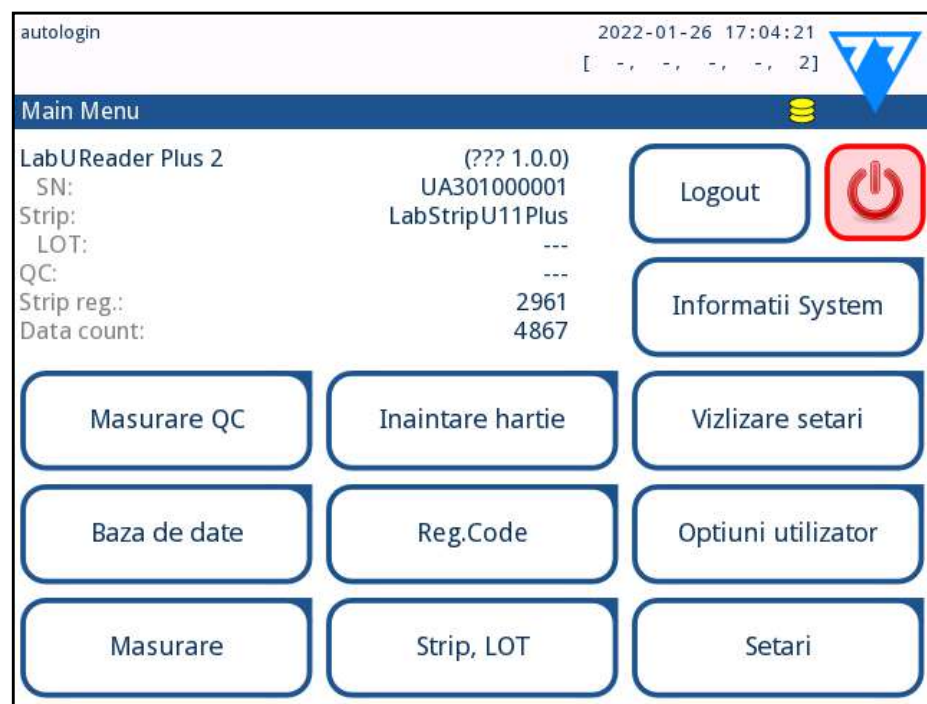 autologin 2022-01-26 17:04:21
[ -, -, -, -, 2]
Main Menu
LabUReader Plus 2 (??? 1.0.0)
SN: UA301000001
Strip: LabStripU11Plus
LOT: ---
QC: ---
Strip reg.: 2961
Data count: 4867
Logout
Informatii System
Masurare QC Inaintare hartie Vizlizare setari
Baza de date Reg.Code Optiuni utilizator
Masurare Strip, LOT Setari